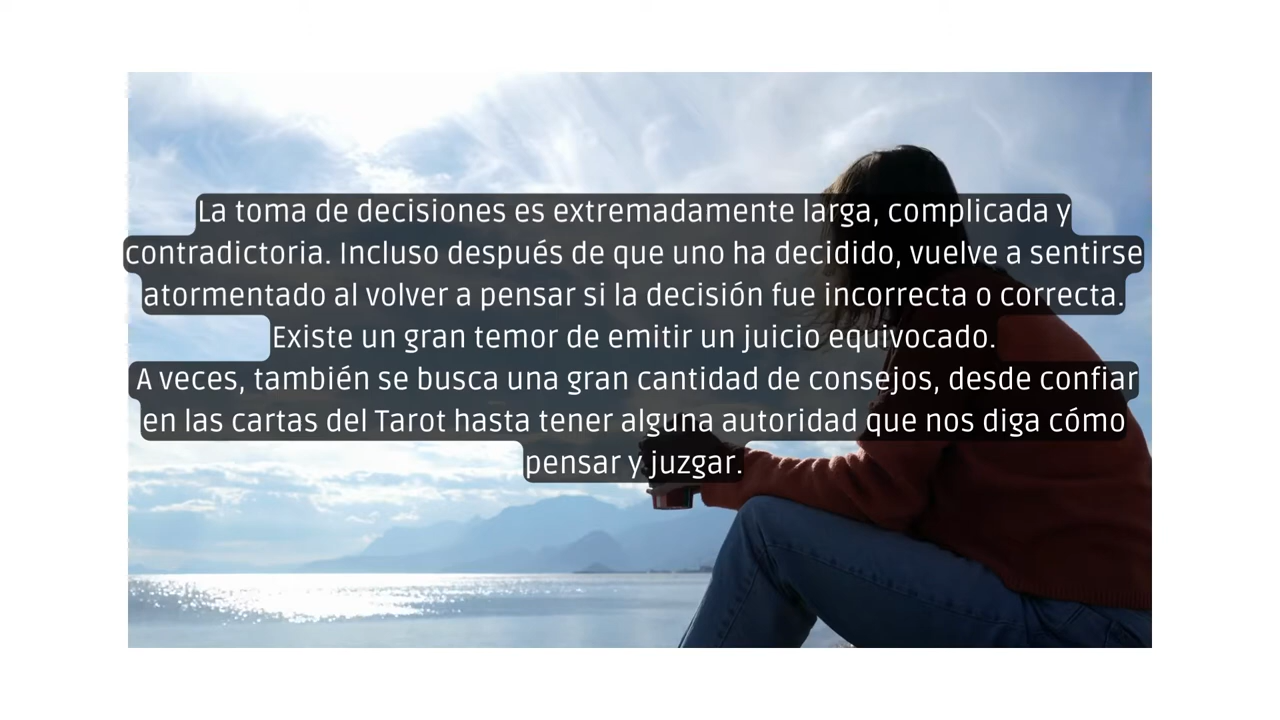 La toma de decisiones es extremadamente larga, complicada y
contradictoria. Incluso después de que uno ha decidido, vuelve a sentirse
atormentado al volver a pensar si la decisión fue incorrecta o correcta.
Existe un gran temor de emitir un juicio equivocado.
A veces, también se busca una gran cantidad de consejos, desde confiar
en las cartas del Tarot hasta tener alguna autoridad que nos diga cómo
pensar y juzgar.